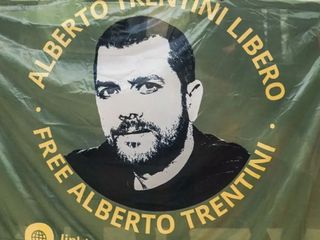 ALBERTO TRENTINI LIBERO
· FREE ALBERTO TRENTINI ·